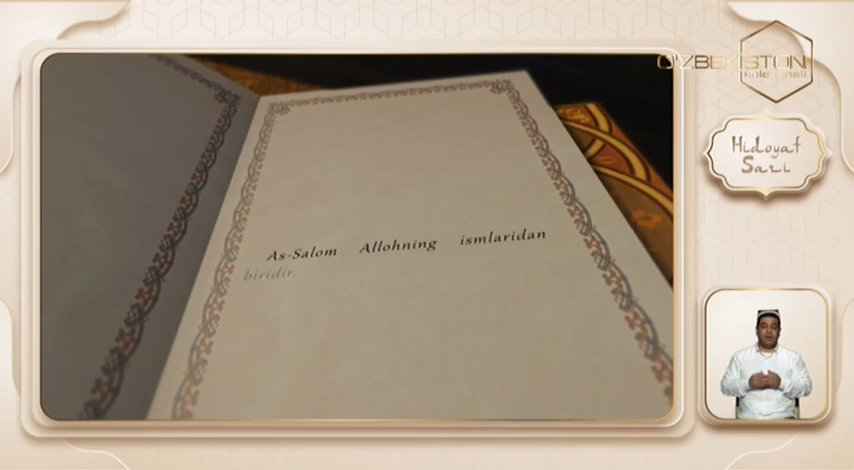 O'ZBEKISTON
Hidoyat
Sari
As-Salom Allohning ismlaridan
biridir.